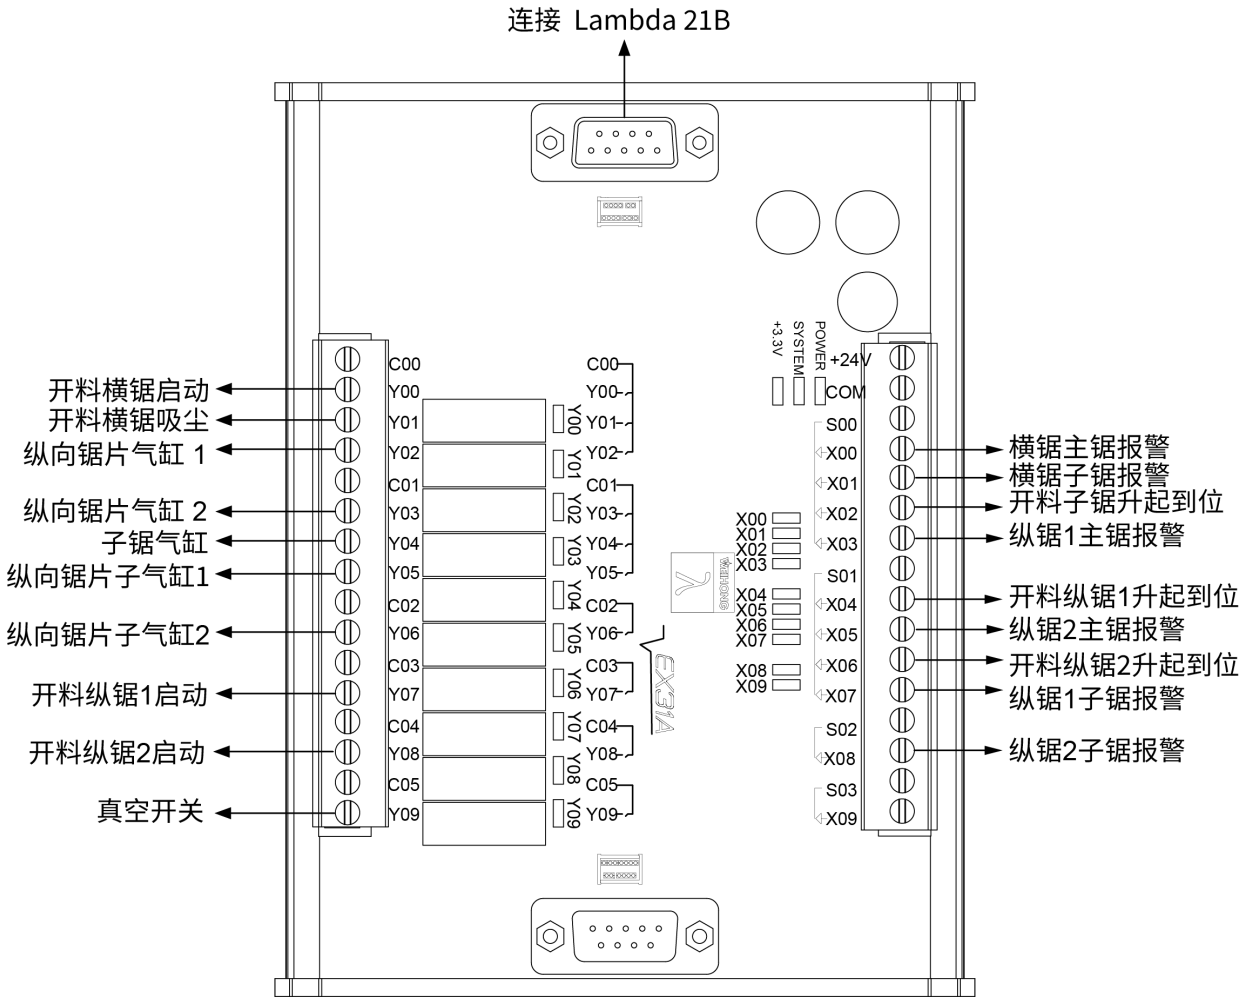 连接 Lambda 21B
开料横锯启动
开料横锯吸尘
纵向锯片气缸 1
纵向锯片气缸 2
子锯气缸
纵向锯片子气缸1
纵向锯片子气缸2
开料纵锯1启动
开料纵锯2启动
真空开关
C00
Y00
Y01
Y02
C01
Y03
Y04
Y05
C02
Y06
C03
Y07
C04
Y08
C05
Y09
Y00
Y01
Y02
Y03
Y04
Y05
Y06
Y07
Y08
Y09
C00
Y00
Y01
Y02
C01
Y03
Y04
Y05
C02
Y06
C03
Y07
C04
Y08
C05
Y09
EX31A
WEIHONG
+3.3V
SYSTEM
POWER
X00
X01
X02
X03
X04
X05
X06
X07
X08
X09
+24V
COM
S00
X00
X01
X02
X03
S01
X04
X05
X06
X07
S02
X08
S03
X09
横锯主锯报警
横锯子锯报警
开料子锯升起到位
纵锯1主锯报警
开料纵锯1升起到位
纵锯2主锯报警
开料纵锯2升起到位
纵锯1子锯报警
纵锯2子锯报警